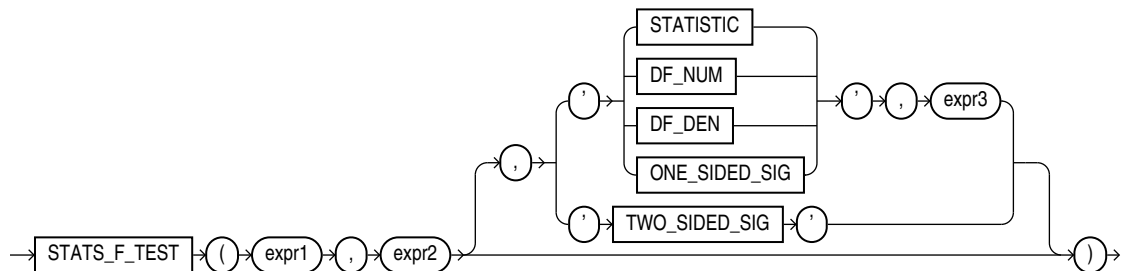 STATISTIC
DF_NUM
' ' , expr3
DF_DEN
, ONE_SIDED_SIG
' TWO_SIDED_SIG '
STATS_F_TEST ( expr1 , expr2 )